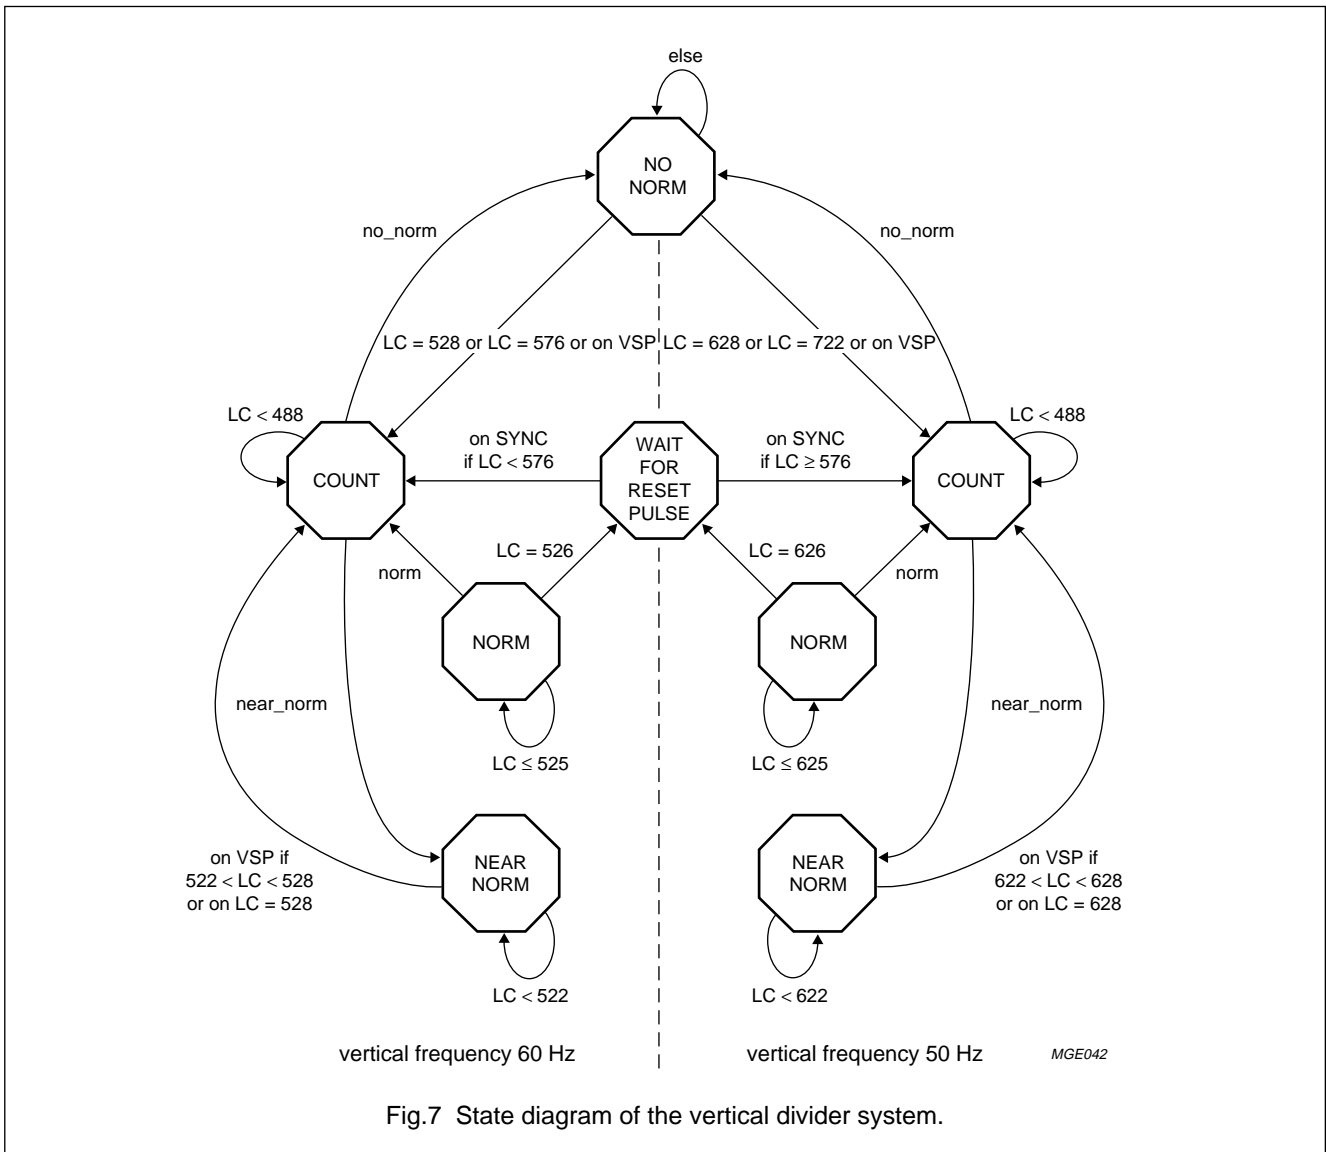 else
NO
NORM
no_norm
no_norm
LC = 528 or LC = 576 or on VSP
LC = 628 or LC = 722 or on VSP
LC < 488
LC < 488
on SYNC
if LC < 576
WAIT
FOR
RESET
PULSE
on SYNC
if LC ≥ 576
COUNT
COUNT
LC = 526
LC = 626
norm
norm
NORM
NORM
near_norm
near_norm
LC ≤ 525
LC ≤ 625
on VSP if
522 < LC < 528
or on LC = 528
NEAR
NORM
NEAR
NORM
on VSP if
622 < LC < 628
or on LC = 628
LC < 522
LC < 622
vertical frequency 60 Hz
vertical frequency 50 Hz
MGE042
Fig.7 State diagram of the vertical divider system.